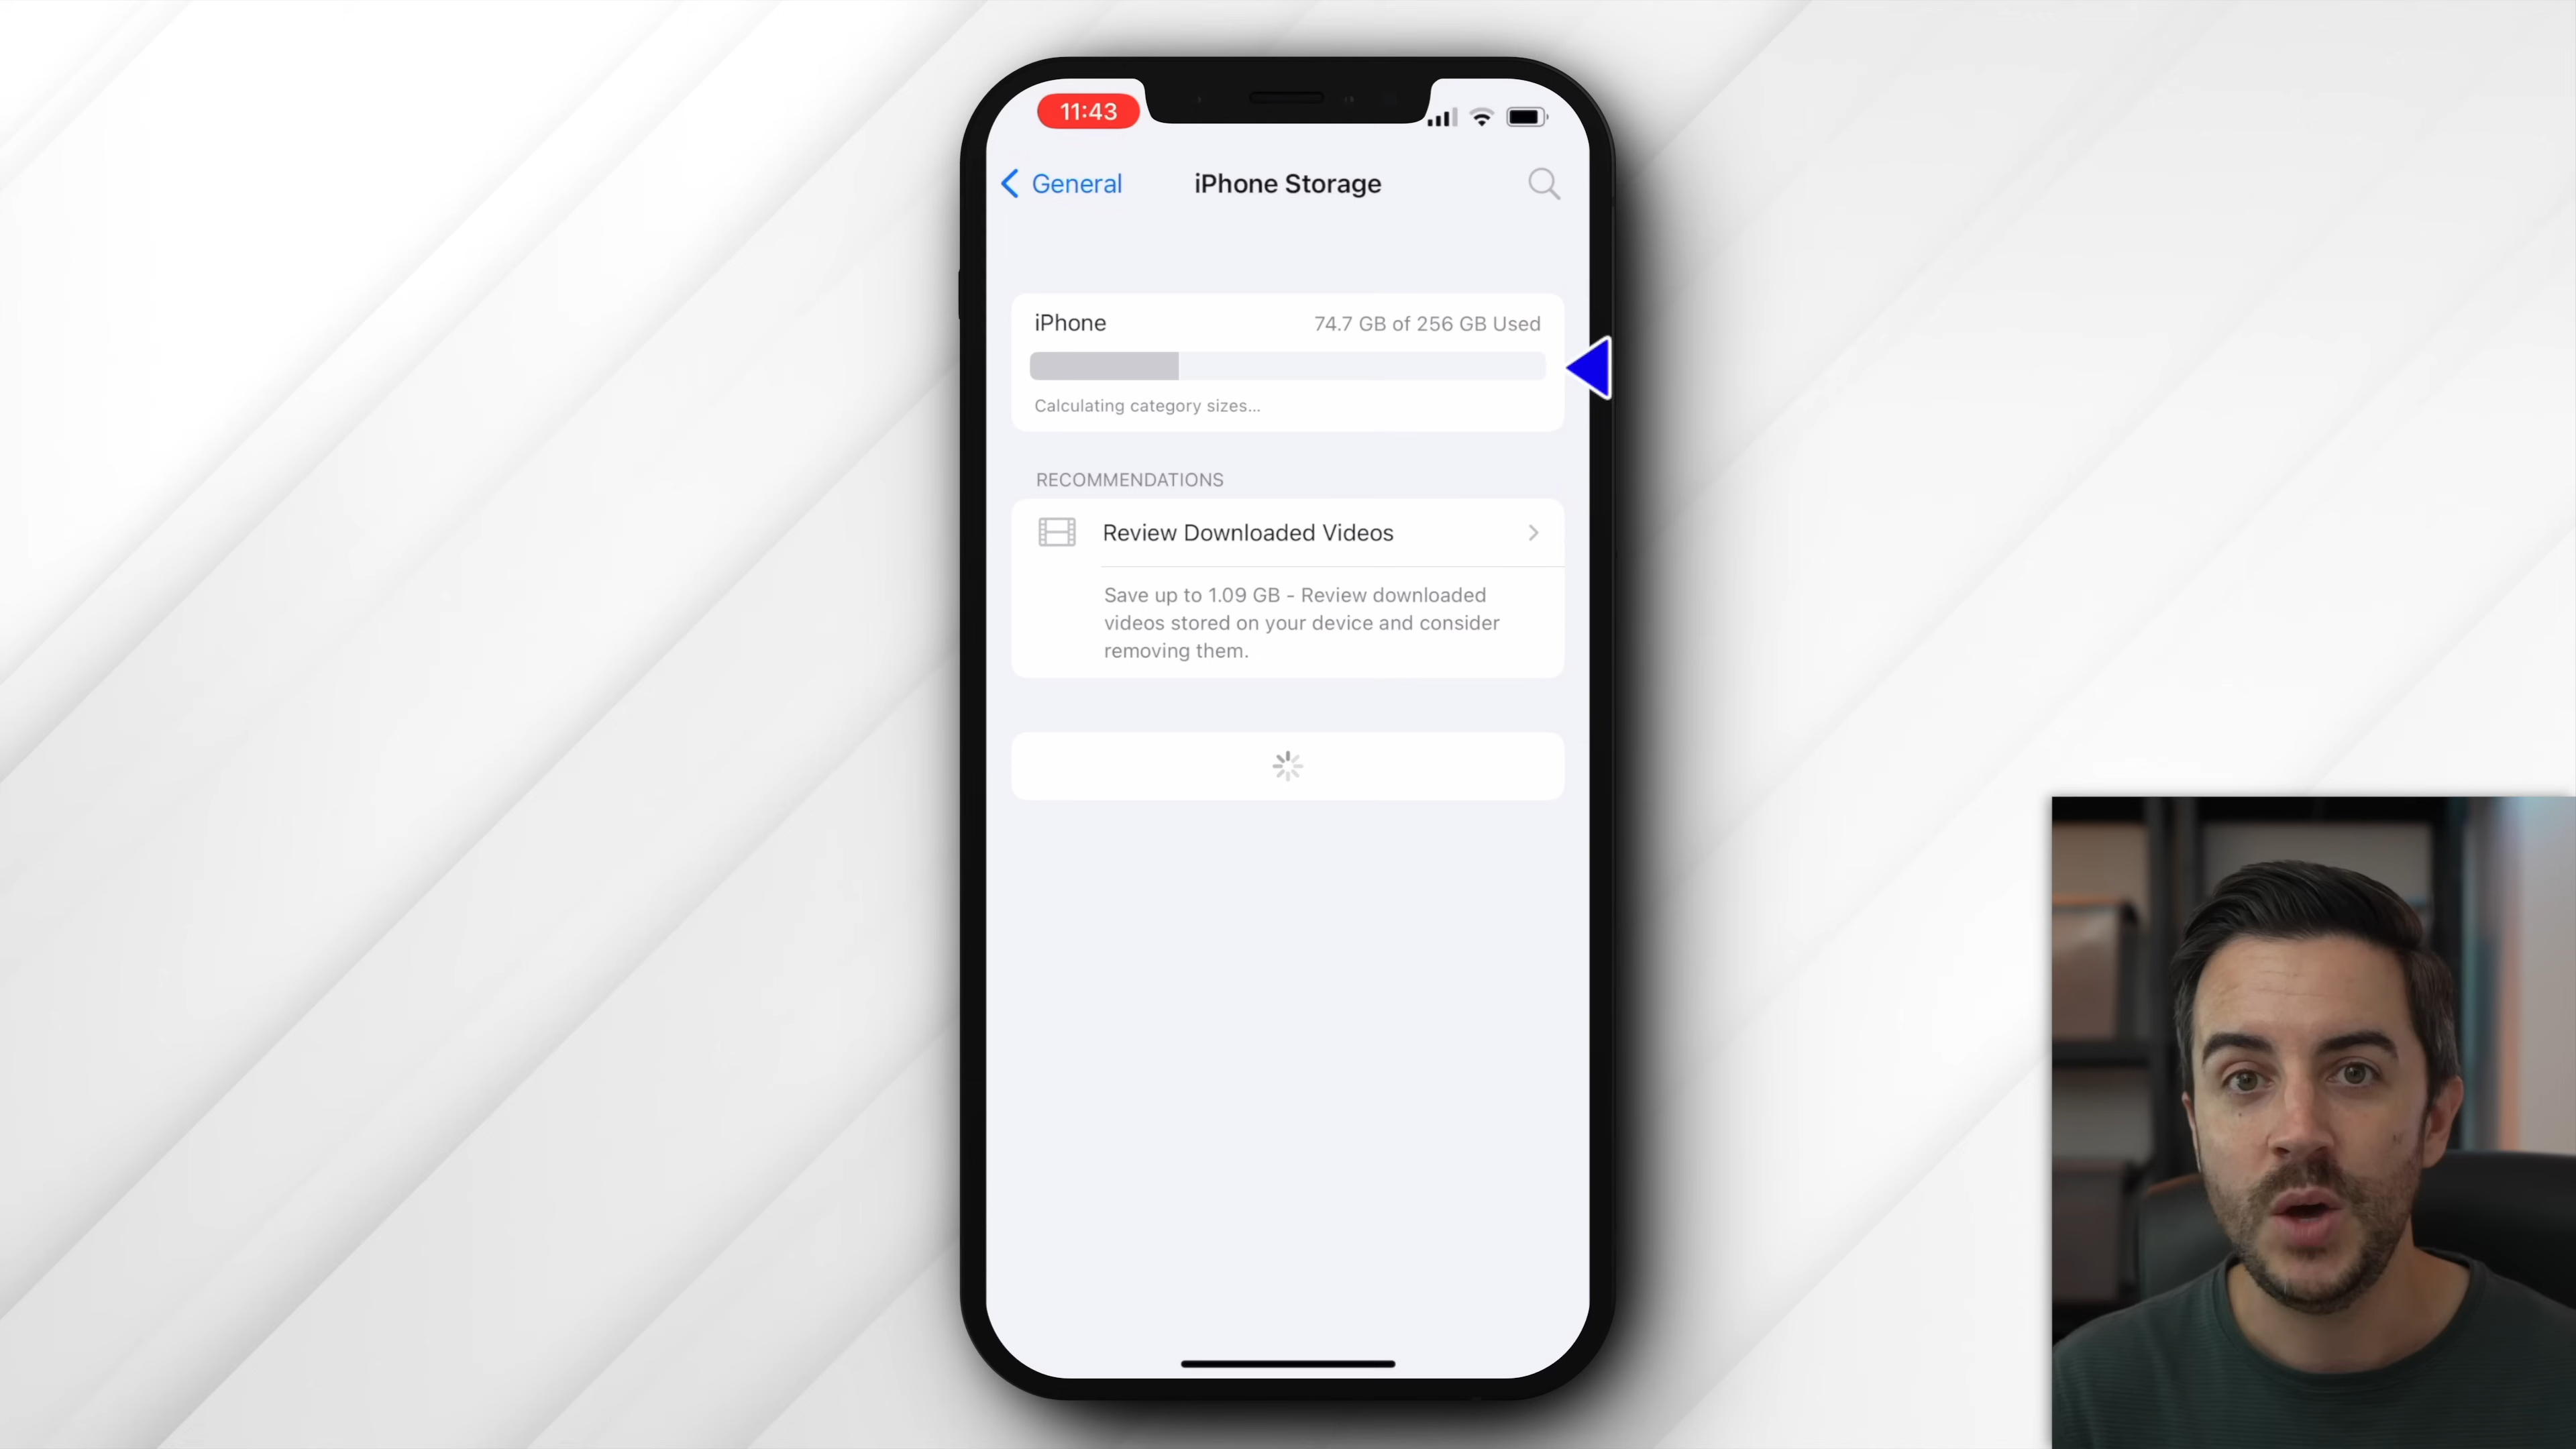 11:43
General
iPhone Storage
iPhone
74.7 GB of 256 GB Used
Calculating category sizes...
RECOMMENDATIONS
Review Downloaded Videos
Save up to 1.09 GB - Review downloaded
videos stored on your device and consider
removing them.